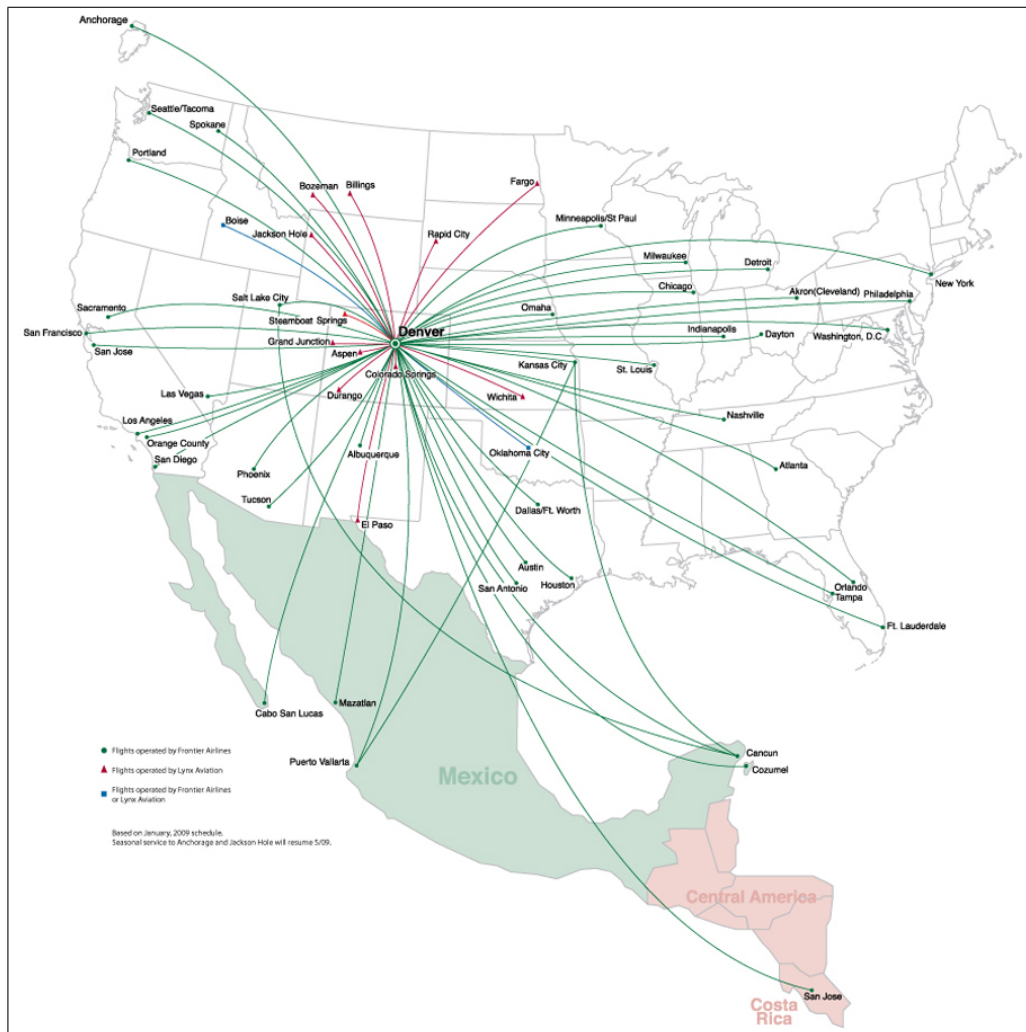 Anchorage
Seattle/Tacoma
Spokane
Portland
Bozeman
Billings
Fargo
Boise
Jackson Hole
Rapid City
Minneapolis/St Paul
Milwaukee
Detroit
Salt Lake City
Chicago
Akron(Cleveland)
Philadelphia
New York
Sacramento
Steamboat Springs
Omaha
San Francisco
Denver
Indianapolis
Dayton
Washington, D.C.
San Jose
Grand Junction
Aspen
Kansas City
St. Louis
Colorado Springs
Las Vegas
Durango
Wichita
Nashville
Los Angeles
Orange County
San Diego
Albuquerque
Oklahoma City
Atlanta
Phoenix
Tucson
Dallas/Ft. Worth
El Paso
Austin
San Antonio
Houston
Orlando
Tampa
Ft. Lauderdale
Cabo San Lucas
Mazatlan
Puerto Vallarta
Cancun
Cozumel
Mexico
Flights operated by Frontier Airlines
Flights operated by Lynx Aviation
Flights operated by Frontier Airlines
or Lynx Aviation
Based on January, 2009 schedule.
Seasonal service to Anchorage and Jackson Hole will resume 5/09.
Central America
San Jose
Costa
Rica